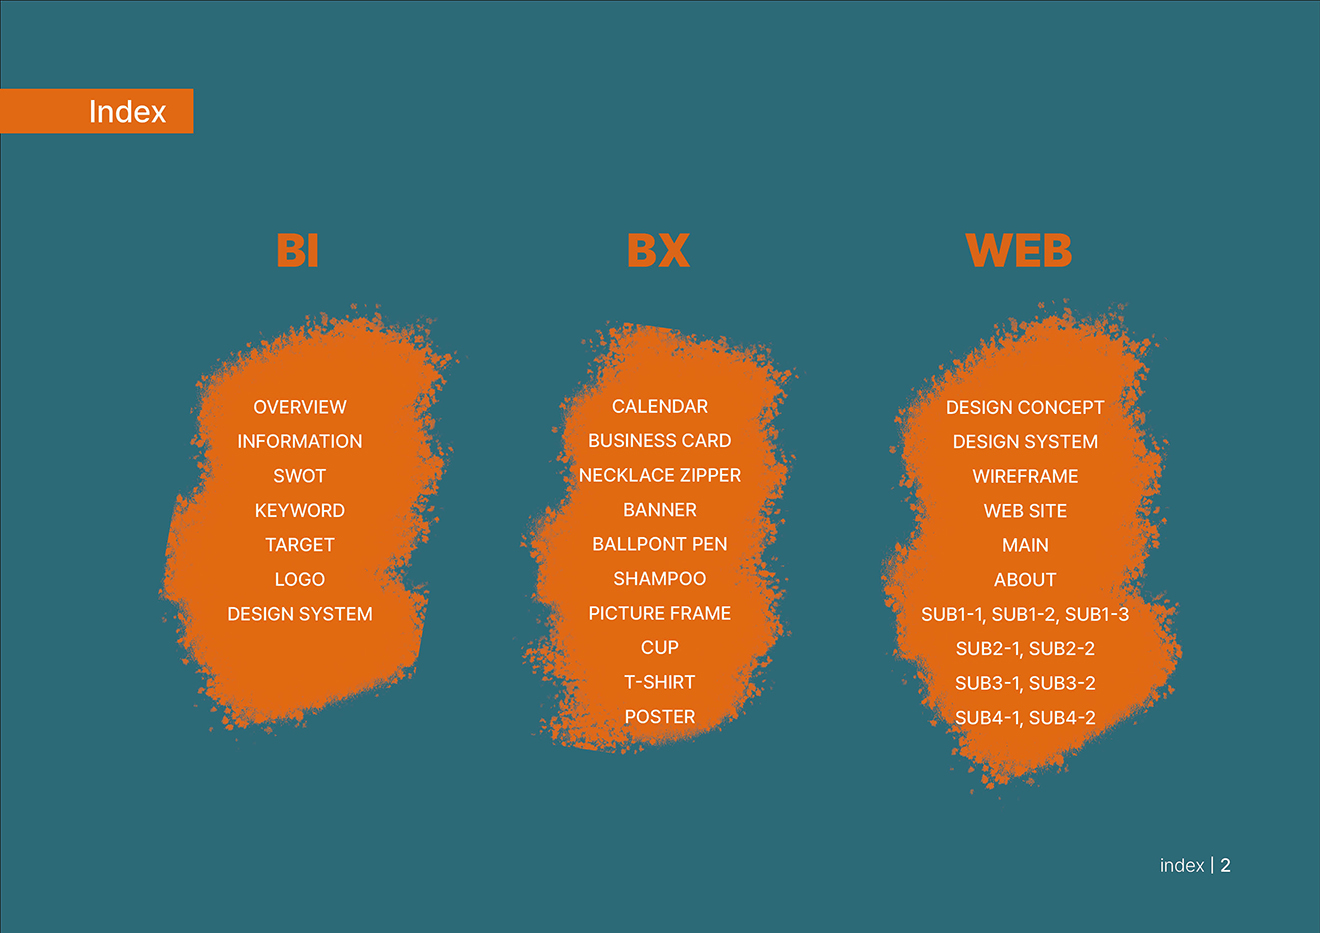 Index
BI
OVERVIEW
INFORMATION
SWOT
KEYWORD
TARGET
LOGO
DESIGN SYSTEM
BX
CALENDAR
BUSINESS CARD
NECKLACE ZIPPER
BANNER
BALLPONT PEN
SHAMPOO
PICTURE FRAME
CUP
T-SHIRT
POSTER
WEB
DESIGN CONCEPT
DESIGN SYSTEM
WIREFRAME
WEB SITE
MAIN
ABOUT
SUB1-1, SUB1-2, SUB1-3
SUB2-1, SUB2-2
SUB3-1, SUB3-2
SUB4-1, SUB4-2
index | 2